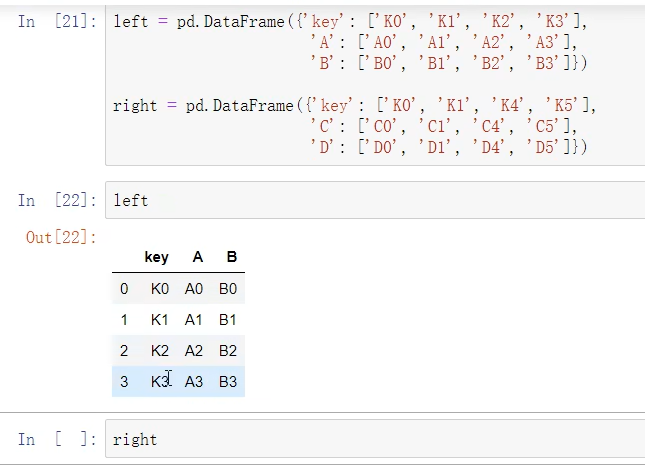 In [21]: left = pd.DataFrame({'key': ['K0', 'K1', 'K2', 'K3'],
'A': ['A0', 'A1', 'A2', 'A3'],
'B': ['B0', 'B1', 'B2', 'B3']})
right = pd.DataFrame({'key': ['K0', 'K1', 'K4', 'K5'],
'C': ['C0', 'C1', 'C4', 'C5'],
'D': ['D0', 'D1', 'D4', 'D5']})
In [22]: left
Out[22]:
key A B
0 K0 A0 B0
1 K1 A1 B1
2 K2 A2 B2
3 K3 A3 B3
In [ ]: right